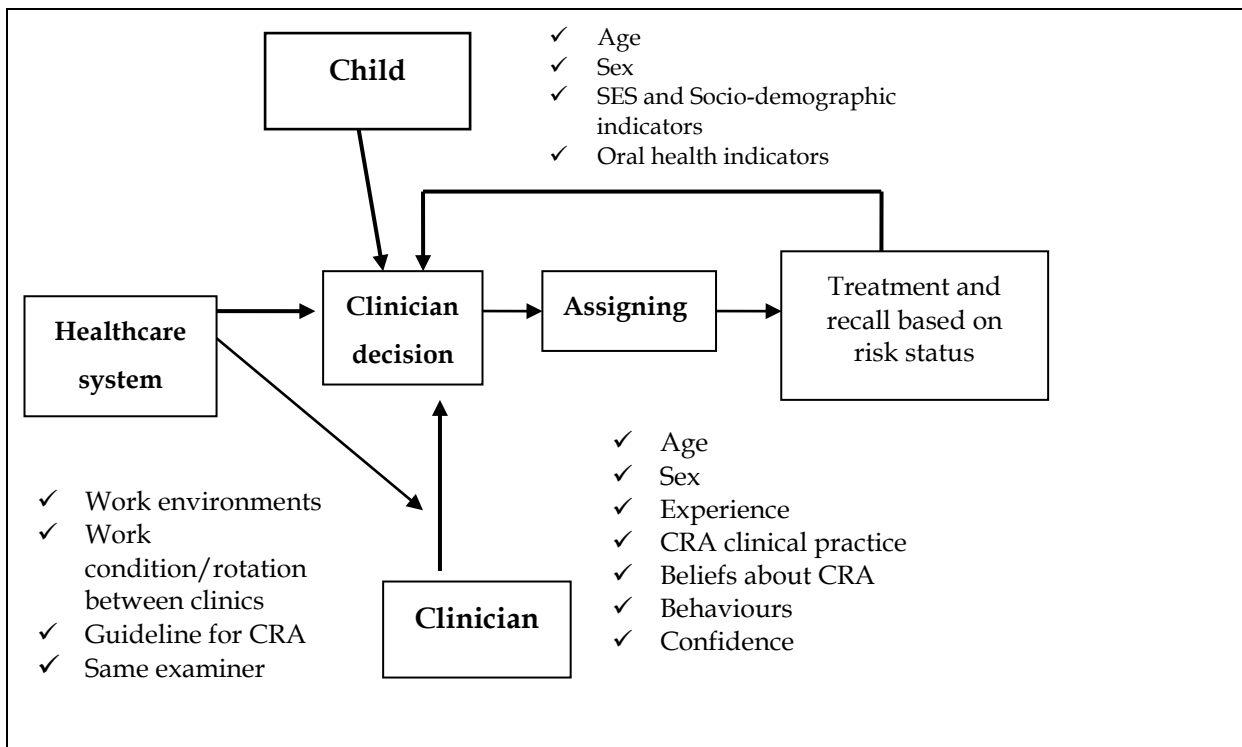 Child
✓ Age
✓ Sex
✓ SES and Socio-demographic
indicators
✓ Oral health indicators
Healthcare
system
Clinician
decision
Assigning
Treatment and
recall based on
risk status
✓ Work environments
✓ Work
condition/rotation
between clinics
✓ Guideline for CRA
✓ Same examiner
Clinician
✓ Age
✓ Sex
✓ Experience
✓ CRA clinical practice
✓ Beliefs about CRA
✓ Behaviours
✓ Confidence